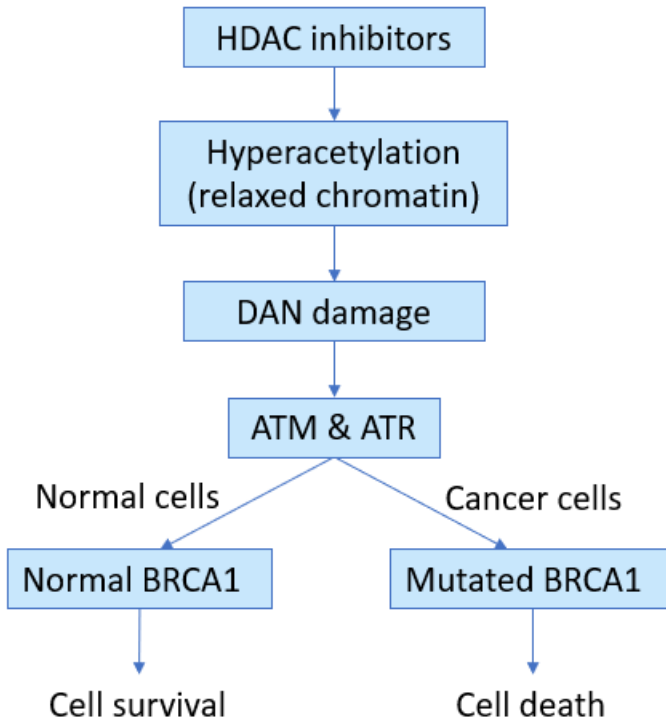 HDAC inhibitors
Hyperacetylation
(relaxed chromatin)
DAN damage
ATM & ATR
Normal cells
Cancer cells
Normal BRCA1
Mutated BRCA1
Cell survival
Cell death